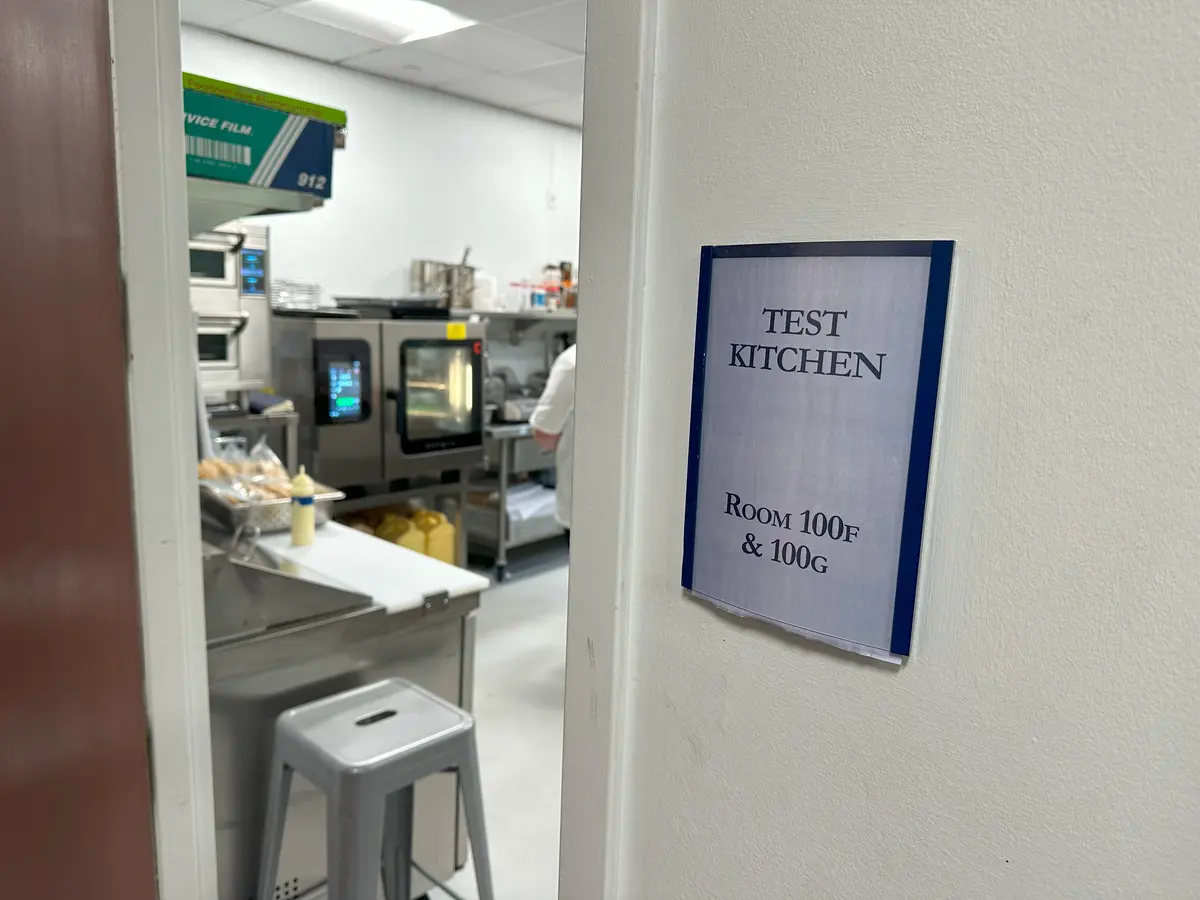 VICE FILM.
912
TEST
KITCHEN
ROOM 100F
& 100G